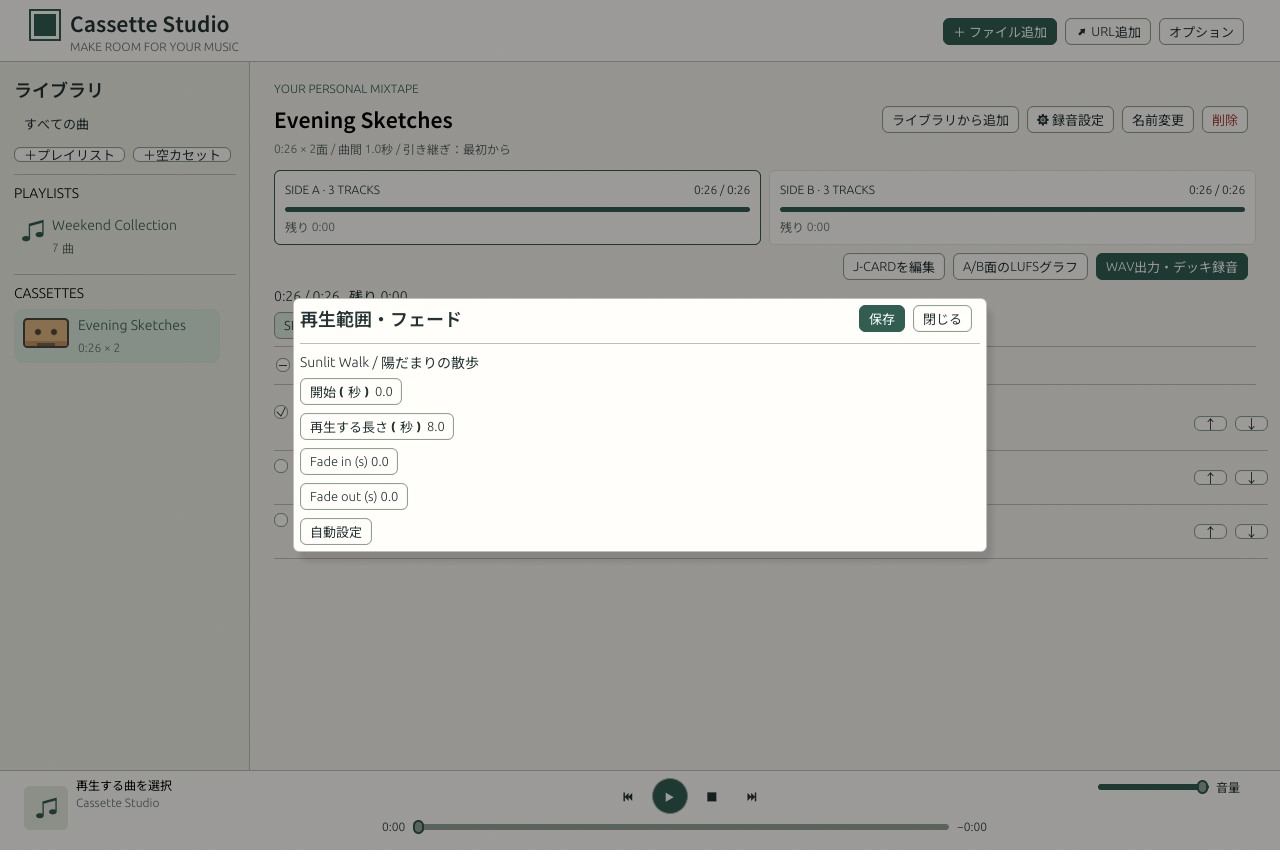 Cassette Studio
MAKE ROOM FOR YOUR MUSIC
＋ ファイル追加
URL追加
オプション
ライブラリ
すべての曲
＋プレイリスト
＋空カセット
PLAYLISTS
Weekend Collection
7 曲
CASSETTES
Evening Sketches
0:26 × 2
YOUR PERSONAL MIXTAPE
Evening Sketches
ライブラリから追加
録音設定
名前変更
削除
0:26 × 2面 / 曲間 1.0秒 / 引き継ぎ：最初から
SIDE A · 3 TRACKS
0:26 / 0:26
残り 0:00
SIDE B · 3 TRACKS
0:26 / 0:26
残り 0:00
J-CARDを編集
A/B面のLUFSグラフ
WAV出力・デッキ録音
0:26 / 0:26 残り 0:00
再生範囲・フェード
保存
閉じる
Sunlit Walk / 陽だまりの散歩
開始（秒）0.0
再生する長さ（秒）8.0
Fade in (s) 0.0
Fade out (s) 0.0
自動設定
↑
↓
↑
↓
↑
↓
再生する曲を選択
Cassette Studio
0:00
−0:00
音量